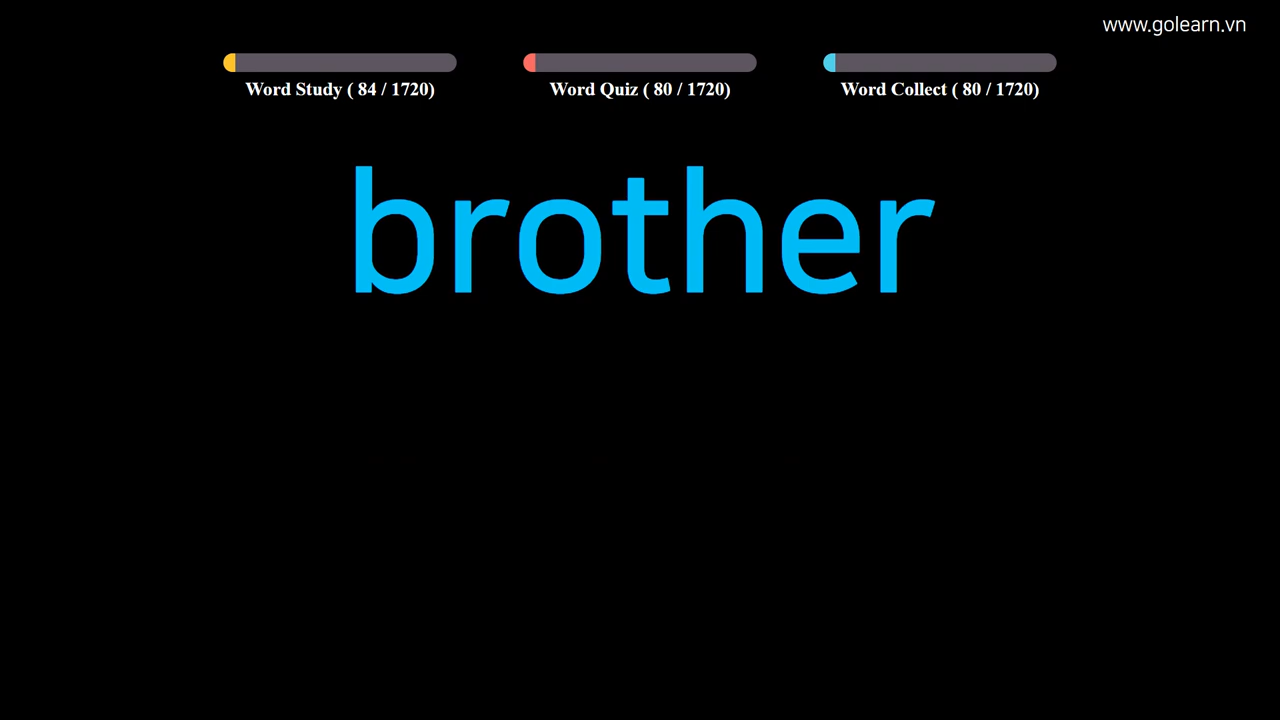 www.golearn.vn
Word Study ( 84 / 1720)
Word Quiz ( 80 / 1720)
Word Collect ( 80 / 1720)
brother